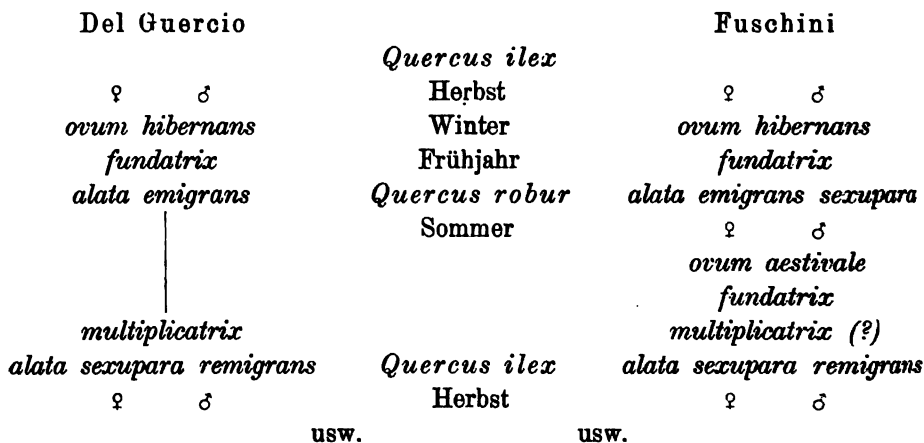 Del Guercio Fuschini
Quercus ilex
♀ ♂ Herbst ♀ ♂
ovum hibernans Winter ovum hibernans
fundatrix Frühjahr fundatrix
alata emigrans Quercus robur alata emigrans sexupara
Sommer ♀ ♂
ovum aestivale
fundatrix
multiplicatrix multiplicatrix (?)
alata sexupara remigrans Quercus ilex alata sexupara remigrans
♀ ♂ Herbst ♀ ♂
usw. usw.